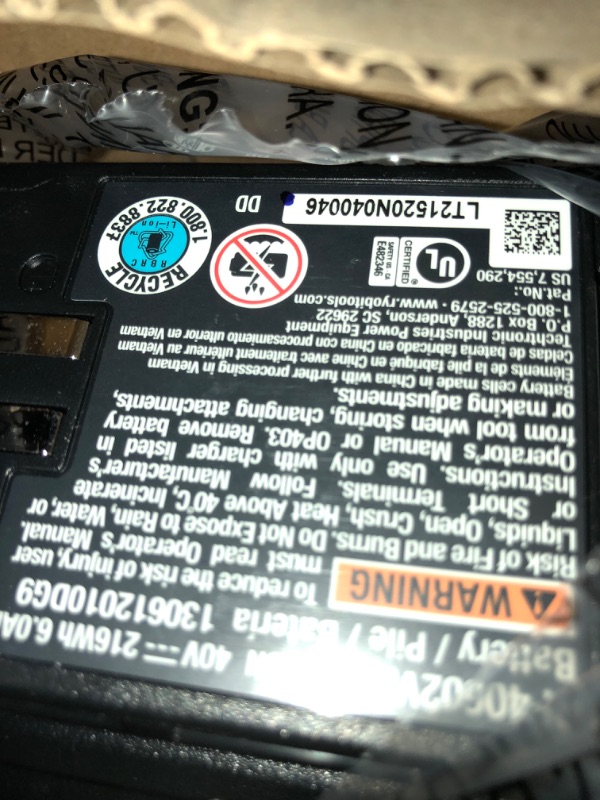 40V 216Wh 6.0A
Battery / Pile / Batería 130612010DG9
WARNING To reduce the risk of injury, user
must read Operator's Manual.
Risk of Fire and Burns. Do Not Expose to Rain, Water, or
Liquids, Open, Crush, Heat Above 40°C, Incinerate
or Short Terminals. Follow Manufacturer's
Instructions. Use only with charger listed in
Operator's Manual or OP403. Remove battery
from tool when storing, changing attachments,
or making adjustments.
Battery cells made in China with further processing in Vietnam
Éléments de la pile fabriqué en Chine avec traitement ultérieur au Vietnam
Celdas de batería fabricado en China con procesamiento ulterior en Vietnam
Techtronic Industries Power Equipment
P.O. Box 1288, Anderson, SC 29622
1-800-525-2579 · www.ryobitools.com
Pat.No.:
US 7,554,290
UL
CERTIFIED
SAFETY US - CA
E482346
RECYCLE
1.800.822.8837
RBRC
Li-ion
LT21520N040046
DD